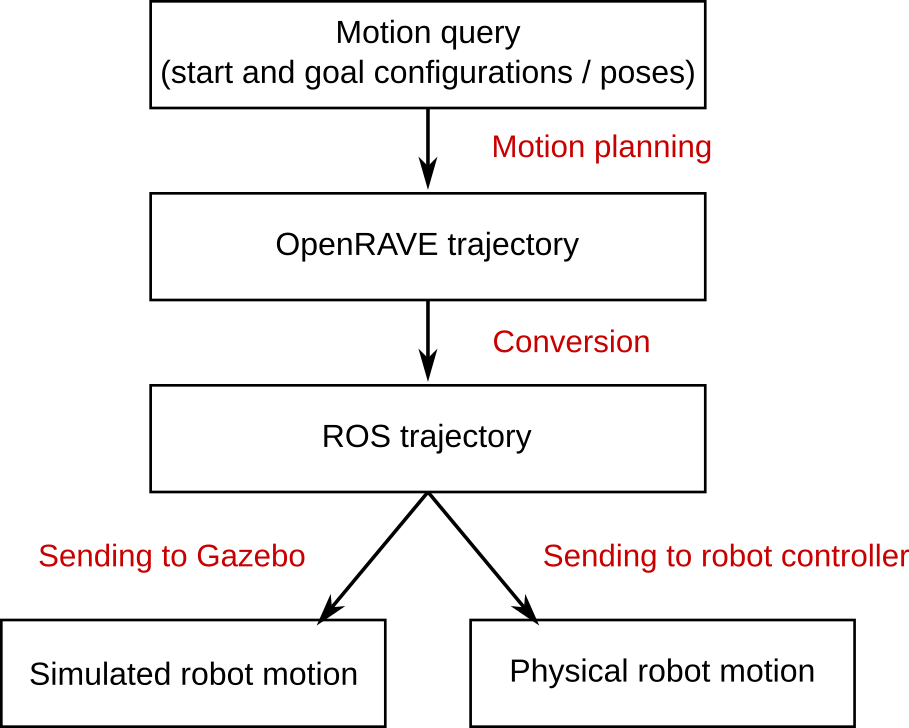 Motion query
(start and goal configurations / poses)
Motion planning
OpenRAVE trajectory
Conversion
ROS trajectory
Sending to Gazebo
Sending to robot controller
Simulated robot motion
Physical robot motion